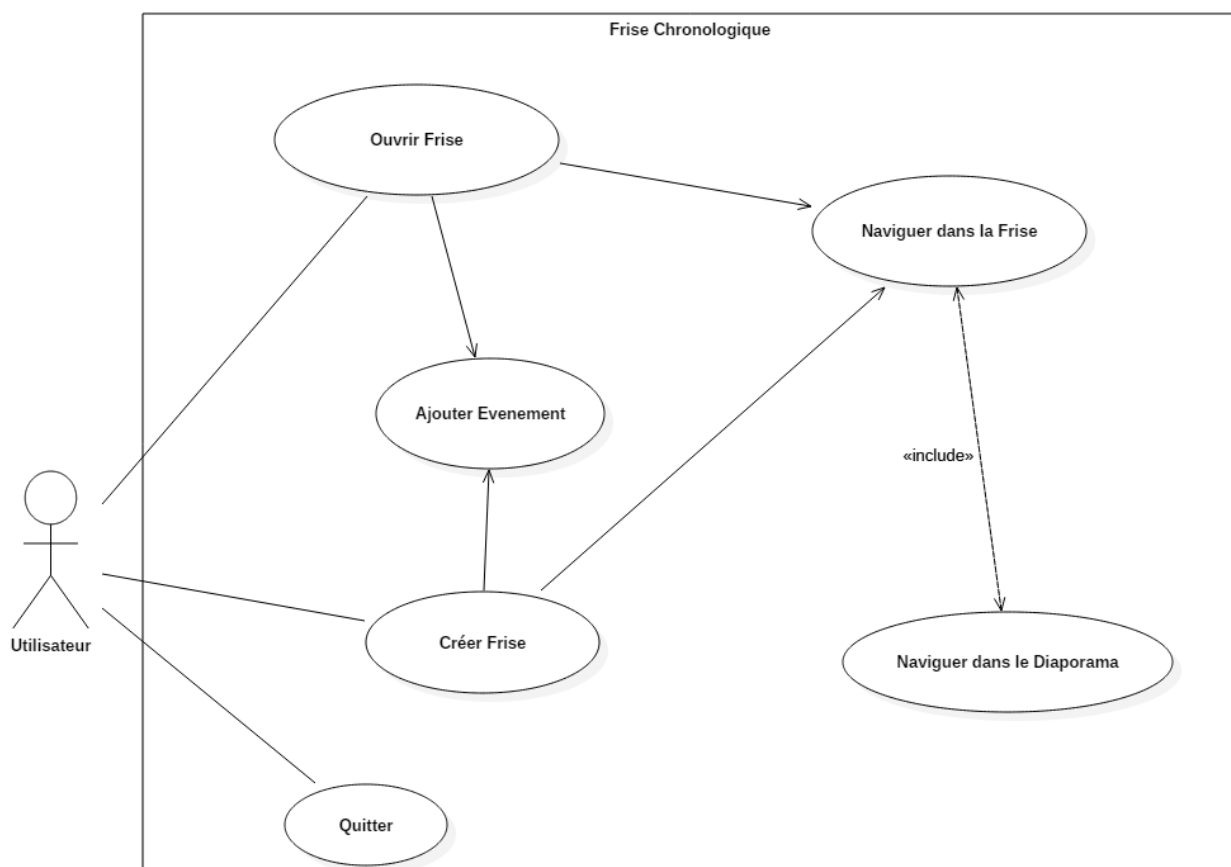 Frise Chronologique
Ouvrir Frise
Naviguer dans la Frise
Ajouter Evenement
«include»
Utilisateur
Créer Frise
Naviguer dans le Diaporama
Quitter